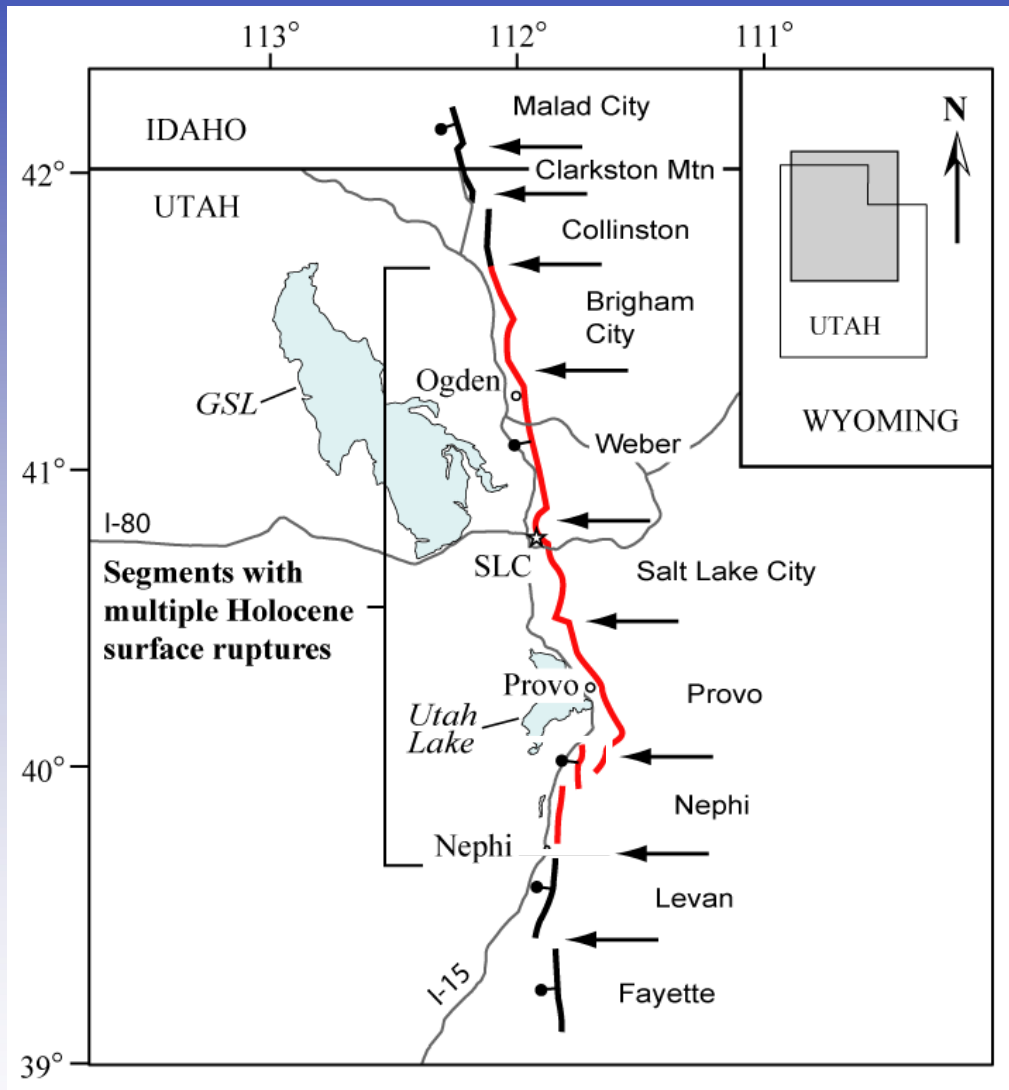 113°
112°
111°
Malad City
N
IDAHO
42°
Clarkston Mtn
UTAH
Collinston
Brigham
City
UTAH
Ogden
GSL
WYOMING
Weber
41°
I-80
SLC
Salt Lake City
Segments with
multiple Holocene
surface ruptures
Provo
Provo
Utah
Lake
40°
Nephi
Nephi
Levan
I-15
Fayette
39°